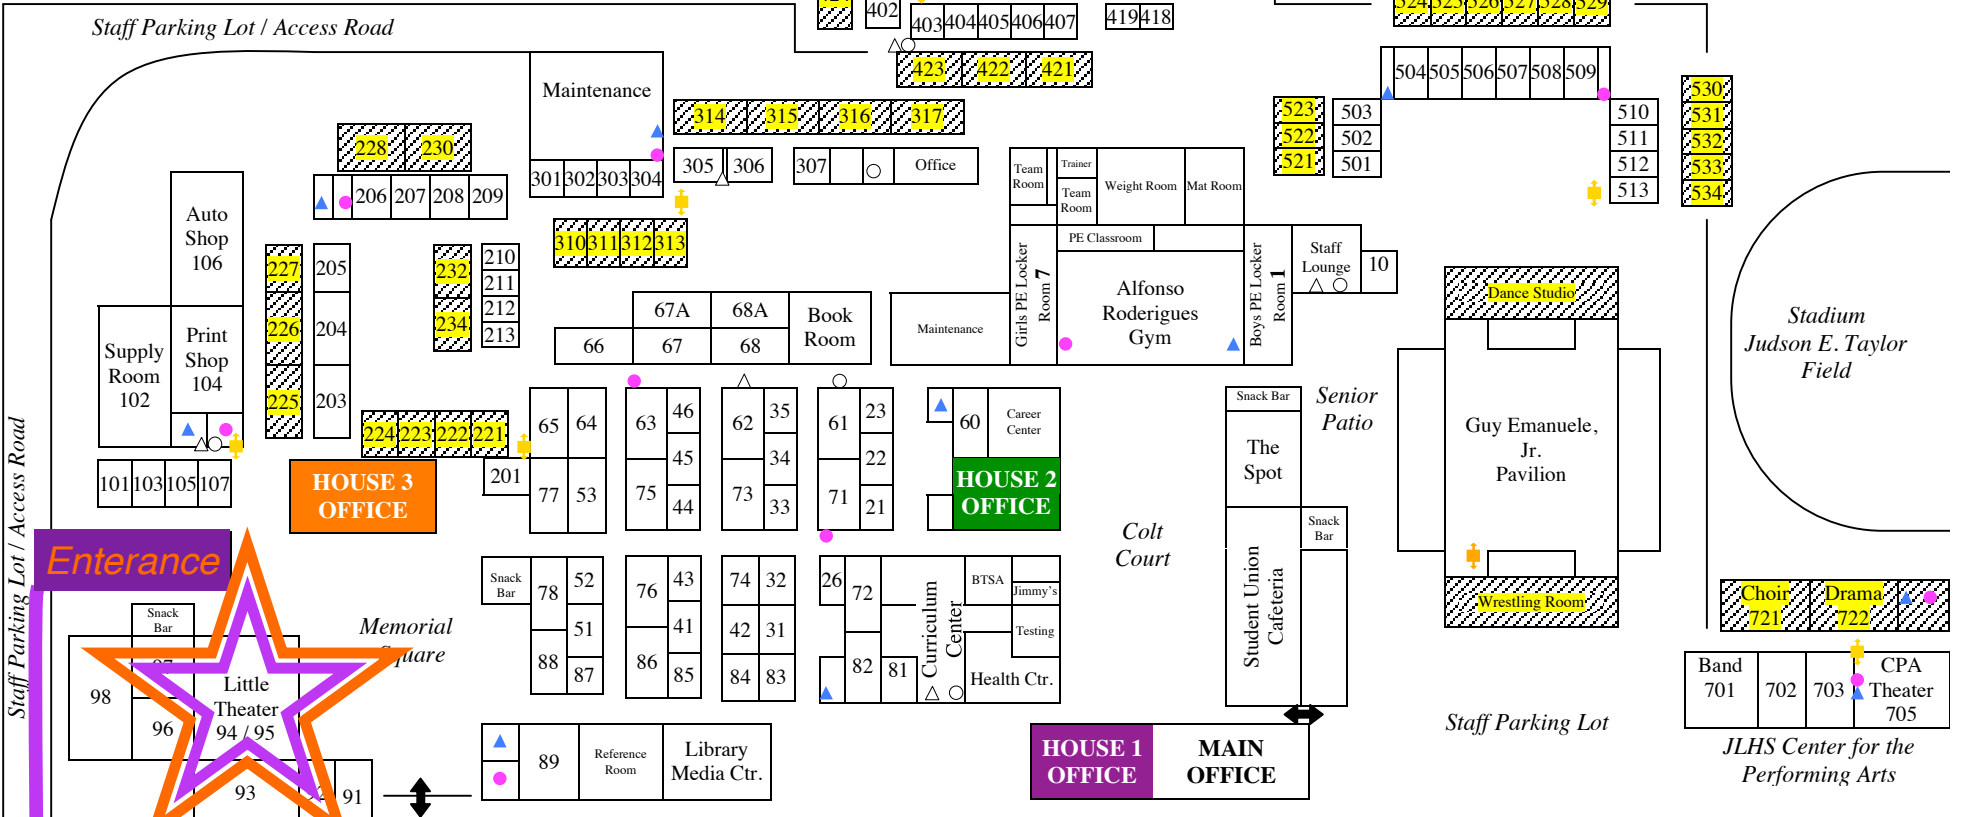 Staff Parking Lot / Access Road
402
403 404 405 406 407
419 418
524 525 526 527 528 529
423 422 421
504 505 506 507 508 509
Maintenance
314 315 316 317
523
522
521
503
502
501
510
511
512
513
530
531
532
533
534
228 230
305 306
307
Office
301 302 303 304
206 207 208 209
Team
Room
Trainer
Team
Room
Weight Room
Mat Room
Auto
Shop
106
310 311 312 313
PE Classroom
Girls PE Locker
Room 7
Alfonso
Roderigues
Gym
Boys PE Locker
Room 1
Staff
Lounge
10
227
226
225
205
204
203
232
234
210
211
212
213
67A 68A
66 67 68
Book
Room
Maintenance
Dance Studio
Stadium
Judson E. Taylor
Field
Supply
Room
102
Print
Shop
104
224 223 222 221
201
65 64
77 53
63
75
46
45
44
62
73
35
34
33
61
71
23
22
21
60
Career
Center
Snack Bar
The
Spot
Senior
Patio
Guy Emanuele,
Jr.
Pavilion
101 103 105 107
HOUSE 3
OFFICE
HOUSE 2
OFFICE
Colt
Court
Snack
Bar
Staff Parking Lot / Access Road
Enterance
Snack
Bar
78
88
52
51
87
76
86
43
41
85
74 32
42 31
84 83
26
72
82
81
Curriculum
Center
BTSA
Jimmy's
Testing
Health Ctr.
Student Union
Cafeteria
Wrestling Room
Choir
721
Drama
722
Snack
Bar
Memorial
Square
98
97
96
Little
Theater
94 / 95
93
92
91
89
Reference
Room
Library
Media Ctr.
HOUSE 1
OFFICE
MAIN
OFFICE
Staff Parking Lot
Band
701
702
703
CPA
Theater
705
JLHS Center for the
Performing Arts